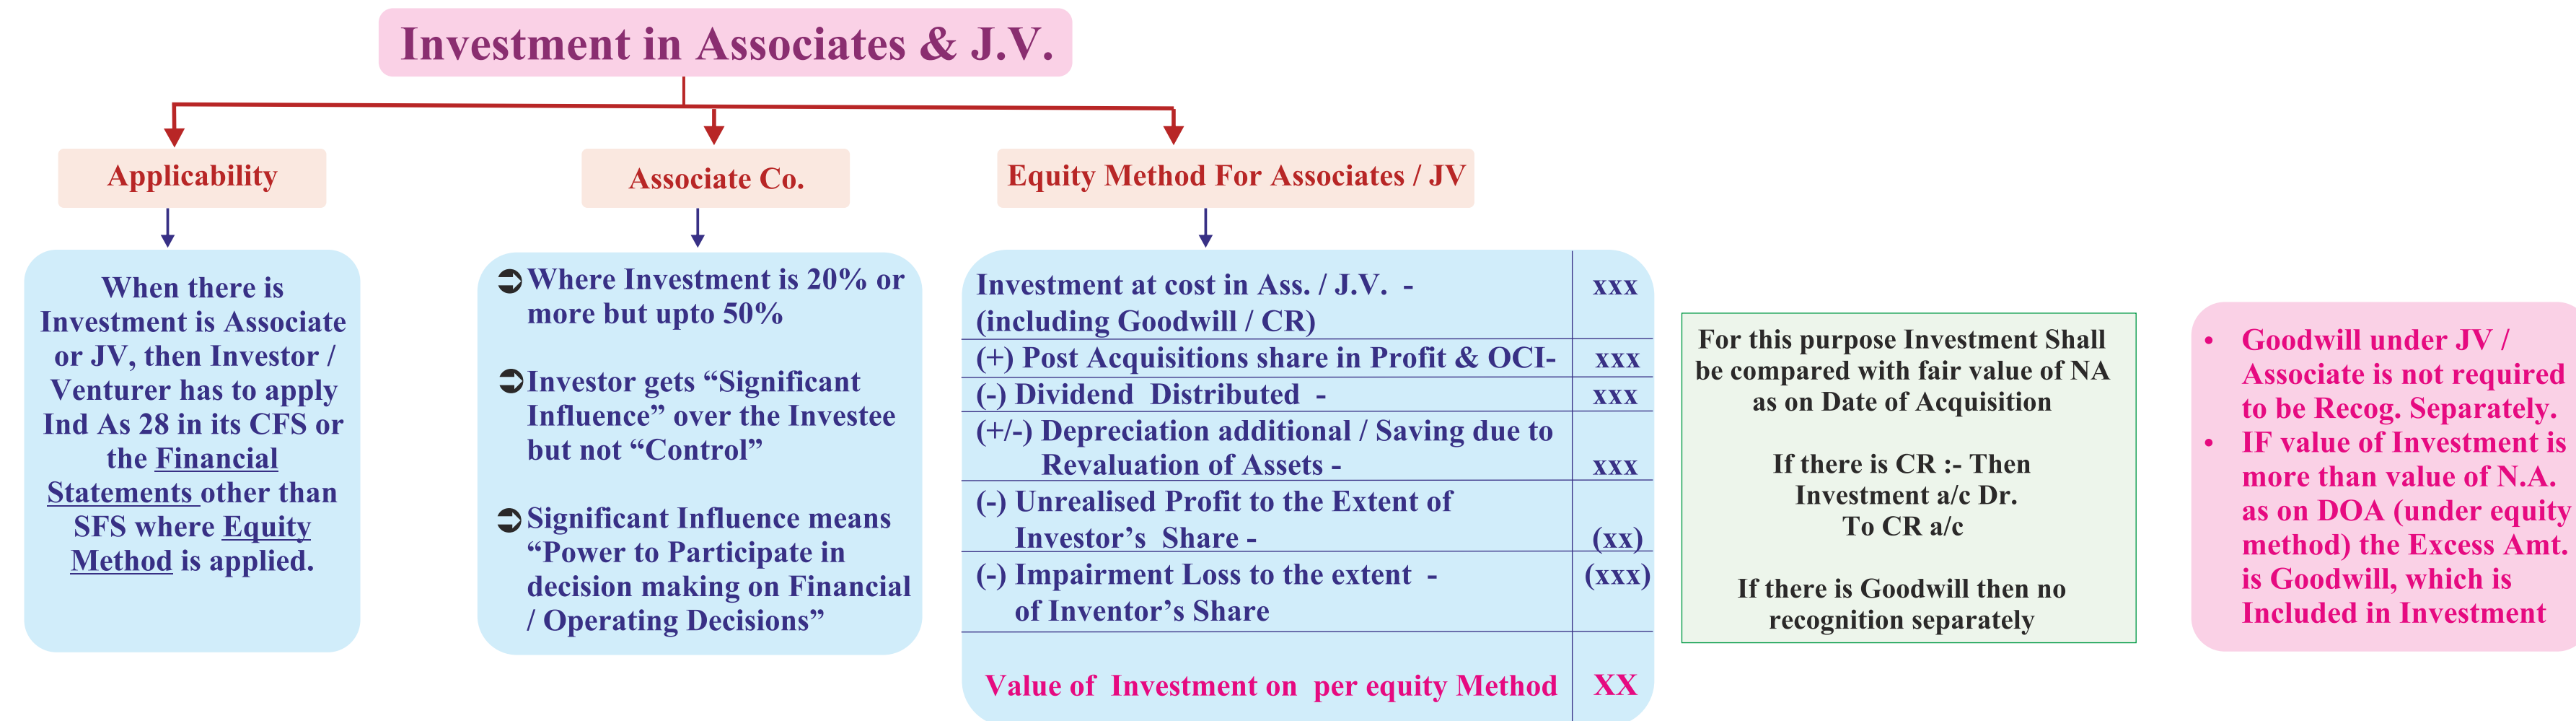 Investment in Associates & J.V.
Applicability
When there is
Investment is Associate
or JV, then Investor /
Venturer has to apply
Ind As 28 in its CFS or
the Financial
Statements other than
SFS where Equity
Method is applied.
Associate Co.
➲ Where Investment is 20% or
more but upto 50%
➲ Investor gets “Significant
Influence” over the Investee
but not “Control”
➲ Significant Influence means
“Power to Participate in
decision making on Financial
/ Operating Decisions”
Equity Method For Associates / JV
Investment at cost in Ass. / J.V. - xxx
(including Goodwill / CR)
(+) Post Acquisitions share in Profit & OCI- xxx
(-) Dividend Distributed - xxx
(+/-) Depreciation additional / Saving due to
Revaluation of Assets - xxx
(-) Unrealised Profit to the Extent of
Investor’s Share - (xx)
(-) Impairment Loss to the extent - (xxx)
of Inventor’s Share
Value of Investment on per equity Method XX
For this purpose Investment Shall
be compared with fair value of NA
as on Date of Acquisition
If there is CR :- Then
Investment a/c Dr.
To CR a/c
If there is Goodwill then no
recognition separately
• Goodwill under JV /
Associate is not required
to be Recog. Separately.
• IF value of Investment is
more than value of N.A.
as on DOA (under equity
method) the Excess Amt.
is Goodwill, which is
Included in Investment